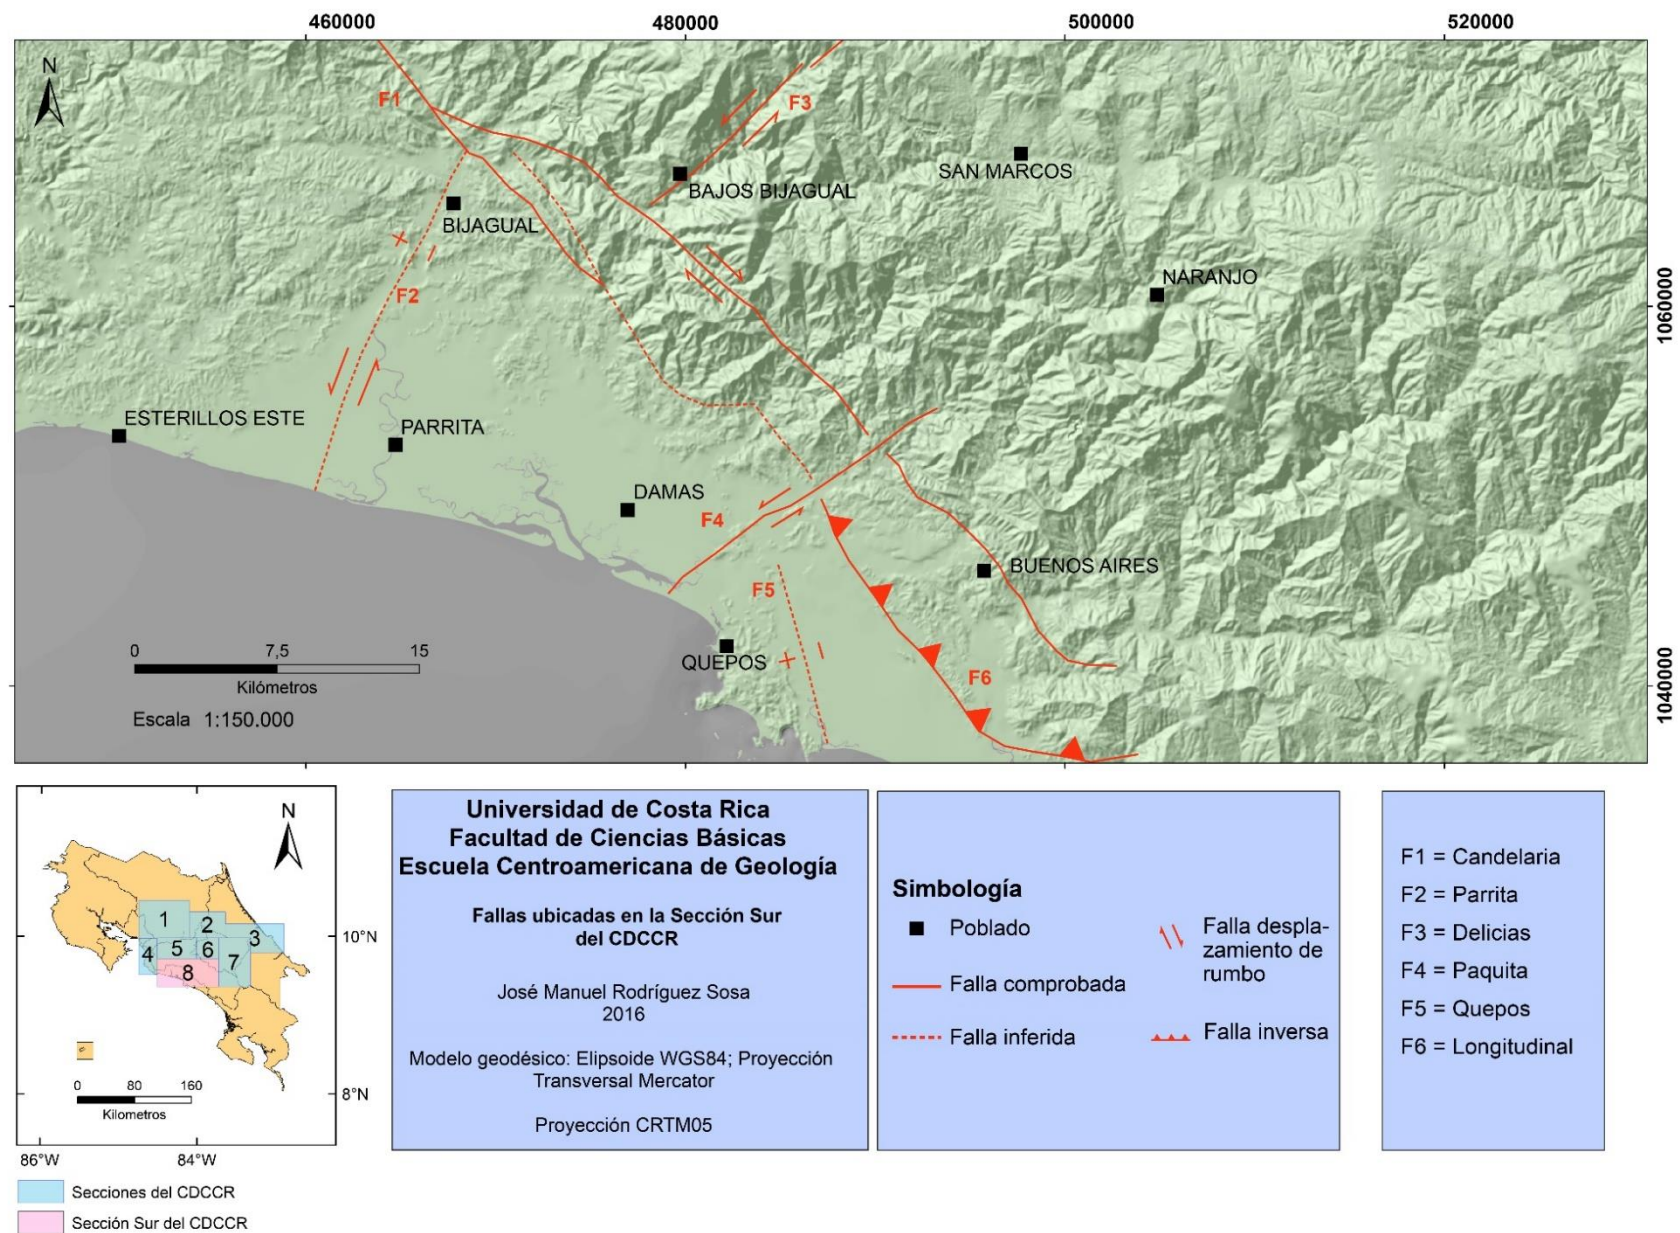 460000
480000
500000
520000
N
F1
F3
SAN MARCOS
BAJOS BIJAGUAL
BIJAGUAL
NARANJO
F2
1060000
ESTERILLOS ESTE
PARRITA
DAMAS
F4
BUENOS AIRES
F5
QUEPOS
F6
1040000
0 7,5 15
Kilómetros
Escala 1:150.000
N
1
2
3
4
5
6
7
8
10°N
8°N
0 80 160
Kilometros
86°W
84°W
Secciones del CDCCR
Sección Sur del CDCCR
Universidad de Costa Rica
Facultad de Ciencias Básicas
Escuela Centroamericana de Geología
Fallas ubicadas en la Sección Sur
del CDCCR
José Manuel Rodríguez Sosa
2016
Modelo geodésico: Elipsoide WGS84; Proyección
Transversal Mercator
Proyección CRTM05
Simbología
Poblado
Falla comprobada
Falla inferida
Falla despla-
zamiento de
rumbo
Falla inversa
F1 = Candelaria
F2 = Parrita
F3 = Delicias
F4 = Paquita
F5 = Quepos
F6 = Longitudinal